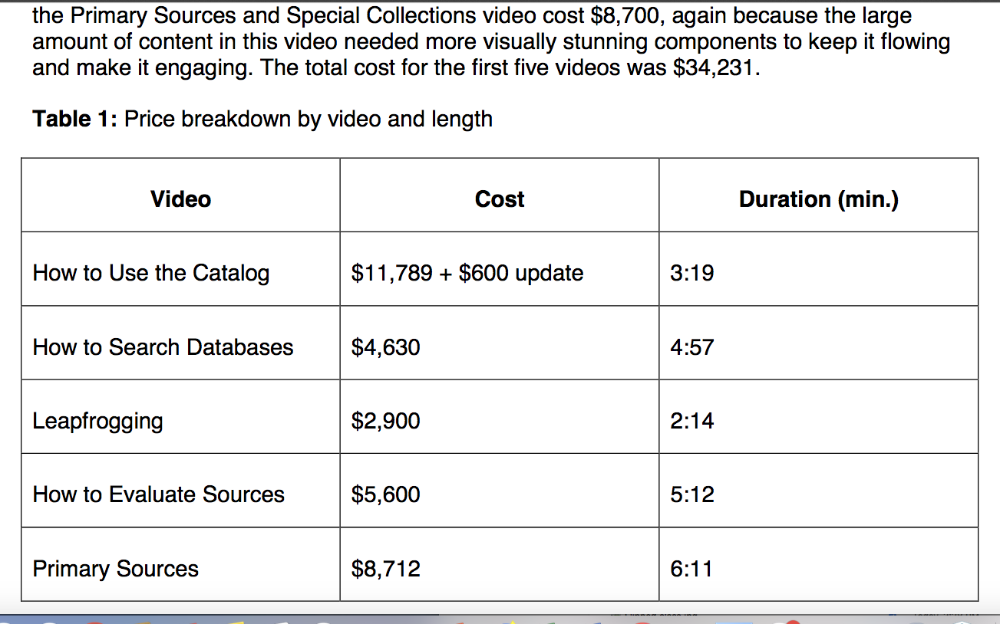 the Primary Sources and Special Collections video cost $8,700, again because the large
amount of content in this video needed more visually stunning components to keep it flowing
and make it engaging. The total cost for the first five videos was $34,231.
Table 1: Price breakdown by video and length
Video Cost Duration (min.)
How to Use the Catalog $11,789 + $600 update 3:19
How to Search Databases $4,630 4:57
Leapfrogging $2,900 2:14
How to Evaluate Sources $5,600 5:12
Primary Sources $8,712 6:11